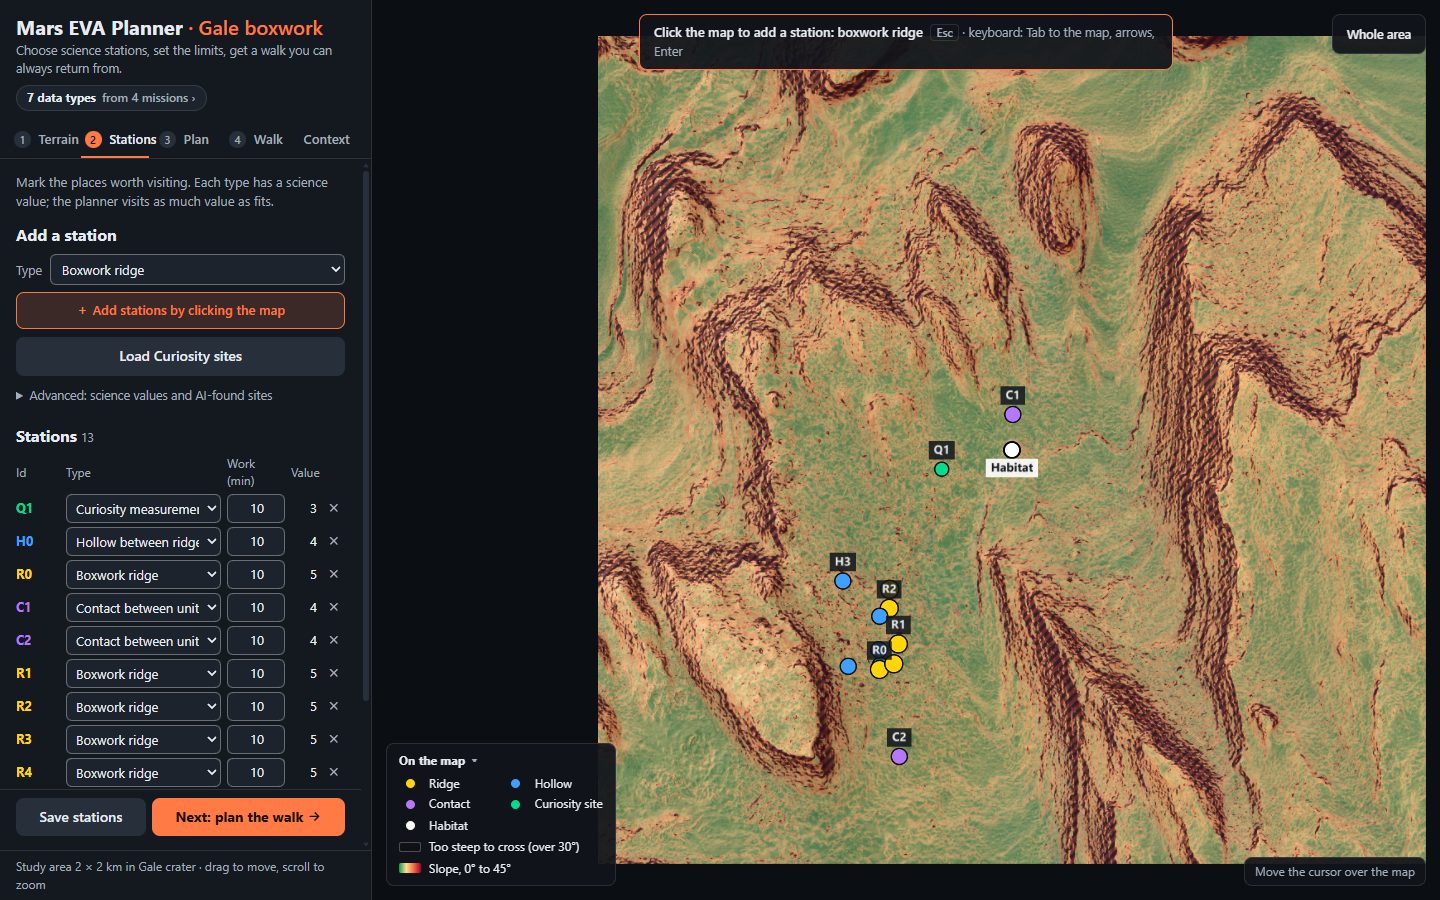 Mars EVA Planner · Gale boxwork
Choose science stations, set the limits, get a walk you can
always return from.
7 data types from 4 missions ›
1 Terrain 2 Stations 3 Plan 4 Walk Context
Mark the places worth visiting. Each type has a science
value; the planner visits as much value as fits.
Add a station
Type Boxwork ridge
+ Add stations by clicking the map
Load Curiosity sites
▶ Advanced: science values and AI-found sites
Stations 13
Id Type Work (min) Value
Q1 Curiosity measuremer 10 3 ✕
H0 Hollow between ridge 10 4 ✕
R0 Boxwork ridge 10 5 ✕
C1 Contact between unit 10 4 ✕
C2 Contact between unit 10 4 ✕
R1 Boxwork ridge 10 5 ✕
R2 Boxwork ridge 10 5 ✕
R3 Boxwork ridge 10 5 ✕
R4 Boxwork ridge 10 5 ✕
Save stations
Next: plan the walk →
Study area 2 × 2 km in Gale crater · drag to move, scroll to
zoom
Click the map to add a station: boxwork ridge Esc · keyboard: Tab to the map, arrows,
Enter
Whole area
C1
Q1
Habitat
H3
R2
R1
R0
C2
On the map
Ridge
Hollow
Contact
Curiosity site
Habitat
Too steep to cross (over 30°)
Slope, 0° to 45°
Move the cursor over the map